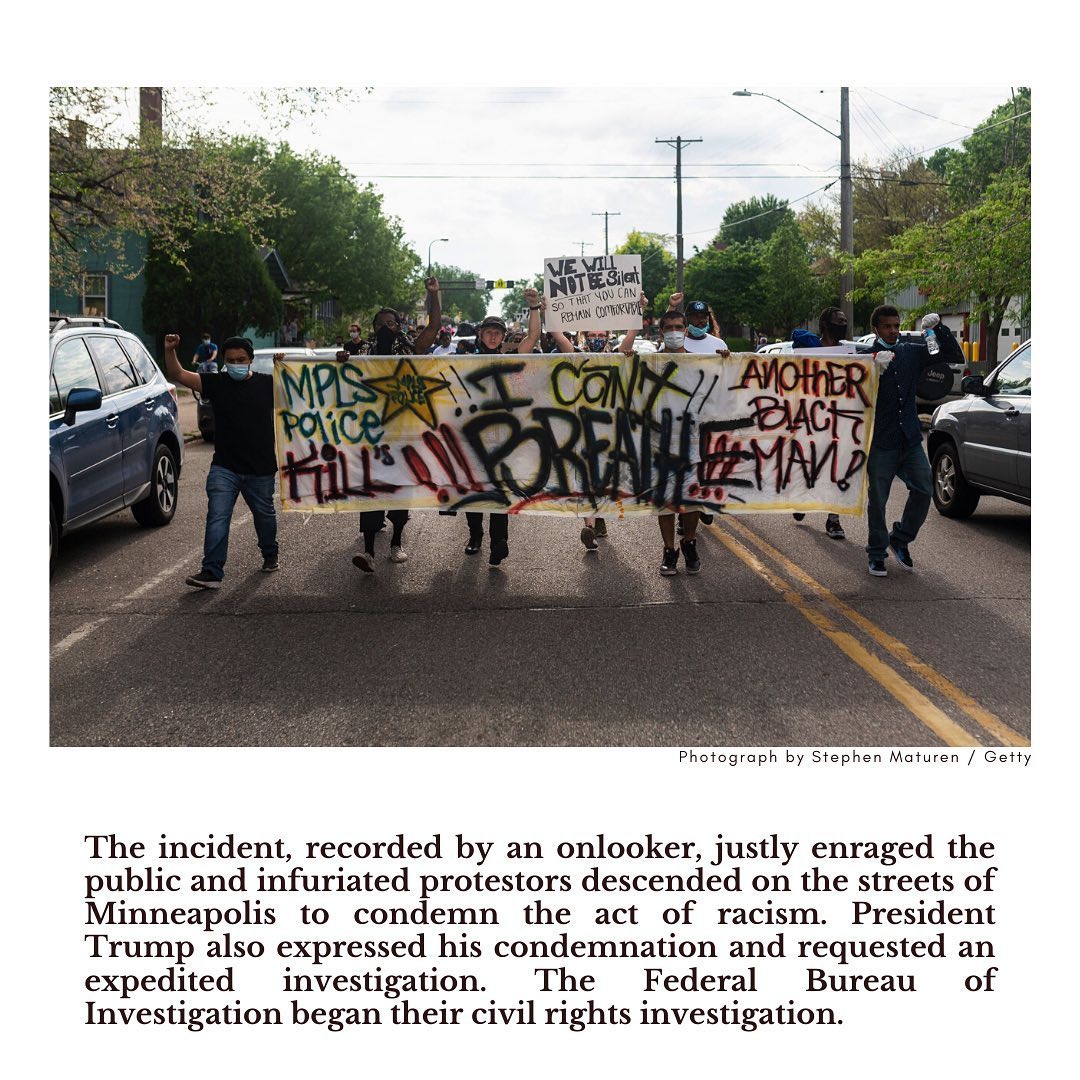 WE WILL
NOT BE Silent
SO THAT YOU CAN
REMAIN COMFORTABLE
MPLS
POLICE
KILL'S !!!!
MPLS
POLICE
"I CAN'T"
BREATHE
ANOTHER
BLACK
!!! MAN!?
Jeep
Photograph by Stephen Maturen / Getty
The incident, recorded by an onlooker, justly enraged the
public and infuriated protestors descended on the streets of
Minneapolis to condemn the act of racism. President
Trump also expressed his condemnation and requested an
expedited investigation. The Federal Bureau of
Investigation began their civil rights investigation.